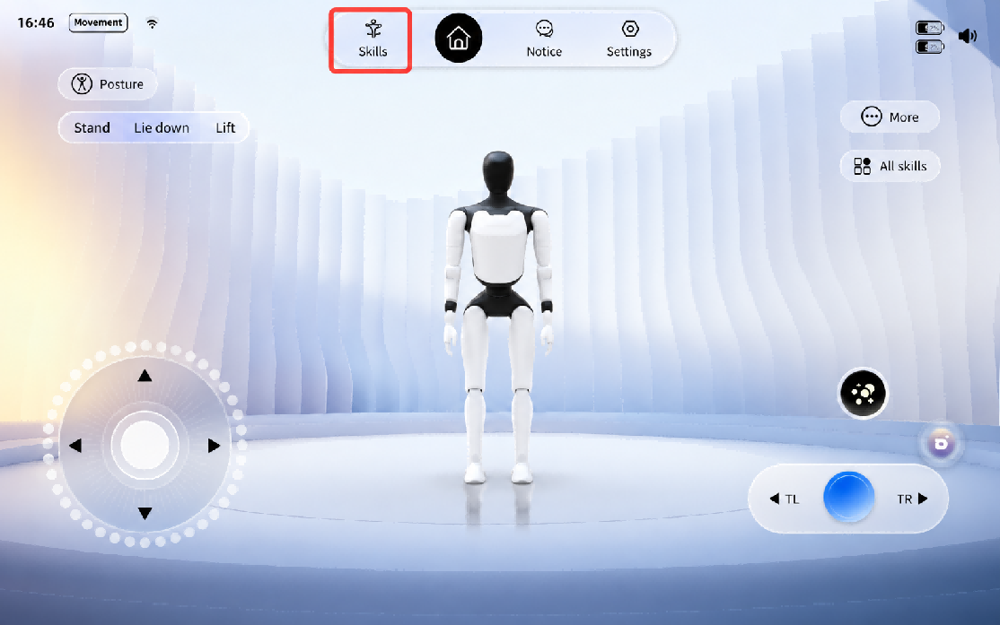 16:46 Movement
Skills
Notice
Settings
Posture
Stand Lie down Lift
More
All skills
TL
TR